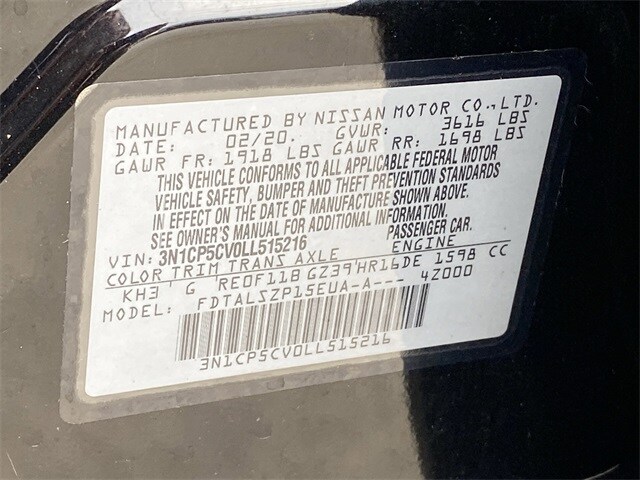 MANUFACTURED BY NISSAN MOTOR CO.,LTD.
DATE: 02/20. GVWR: 3616 LBS
GAWR FR: 1918 LBS GAWR RR: 1698 LBS
THIS VEHICLE CONFORMS TO ALL APPLICABLE FEDERAL MOTOR
VEHICLE SAFETY, BUMPER AND THEFT PREVENTION STANDARDS
IN EFFECT ON THE DATE OF MANUFACTURE SHOWN ABOVE.
SEE OWNER'S MANUAL FOR ADDITIONAL INFORMATION.
VIN: 3N1CP5CV0LL515216 PASSENGER CAR.
COLOR TRIM TRANS AXLE ENGINE
KH3 G RE0F11B GZ39 HR16DE 1598 CC
MODEL: FDTALSZP15EUA-A--- 4Z000
3N1CP5CV0LL515216